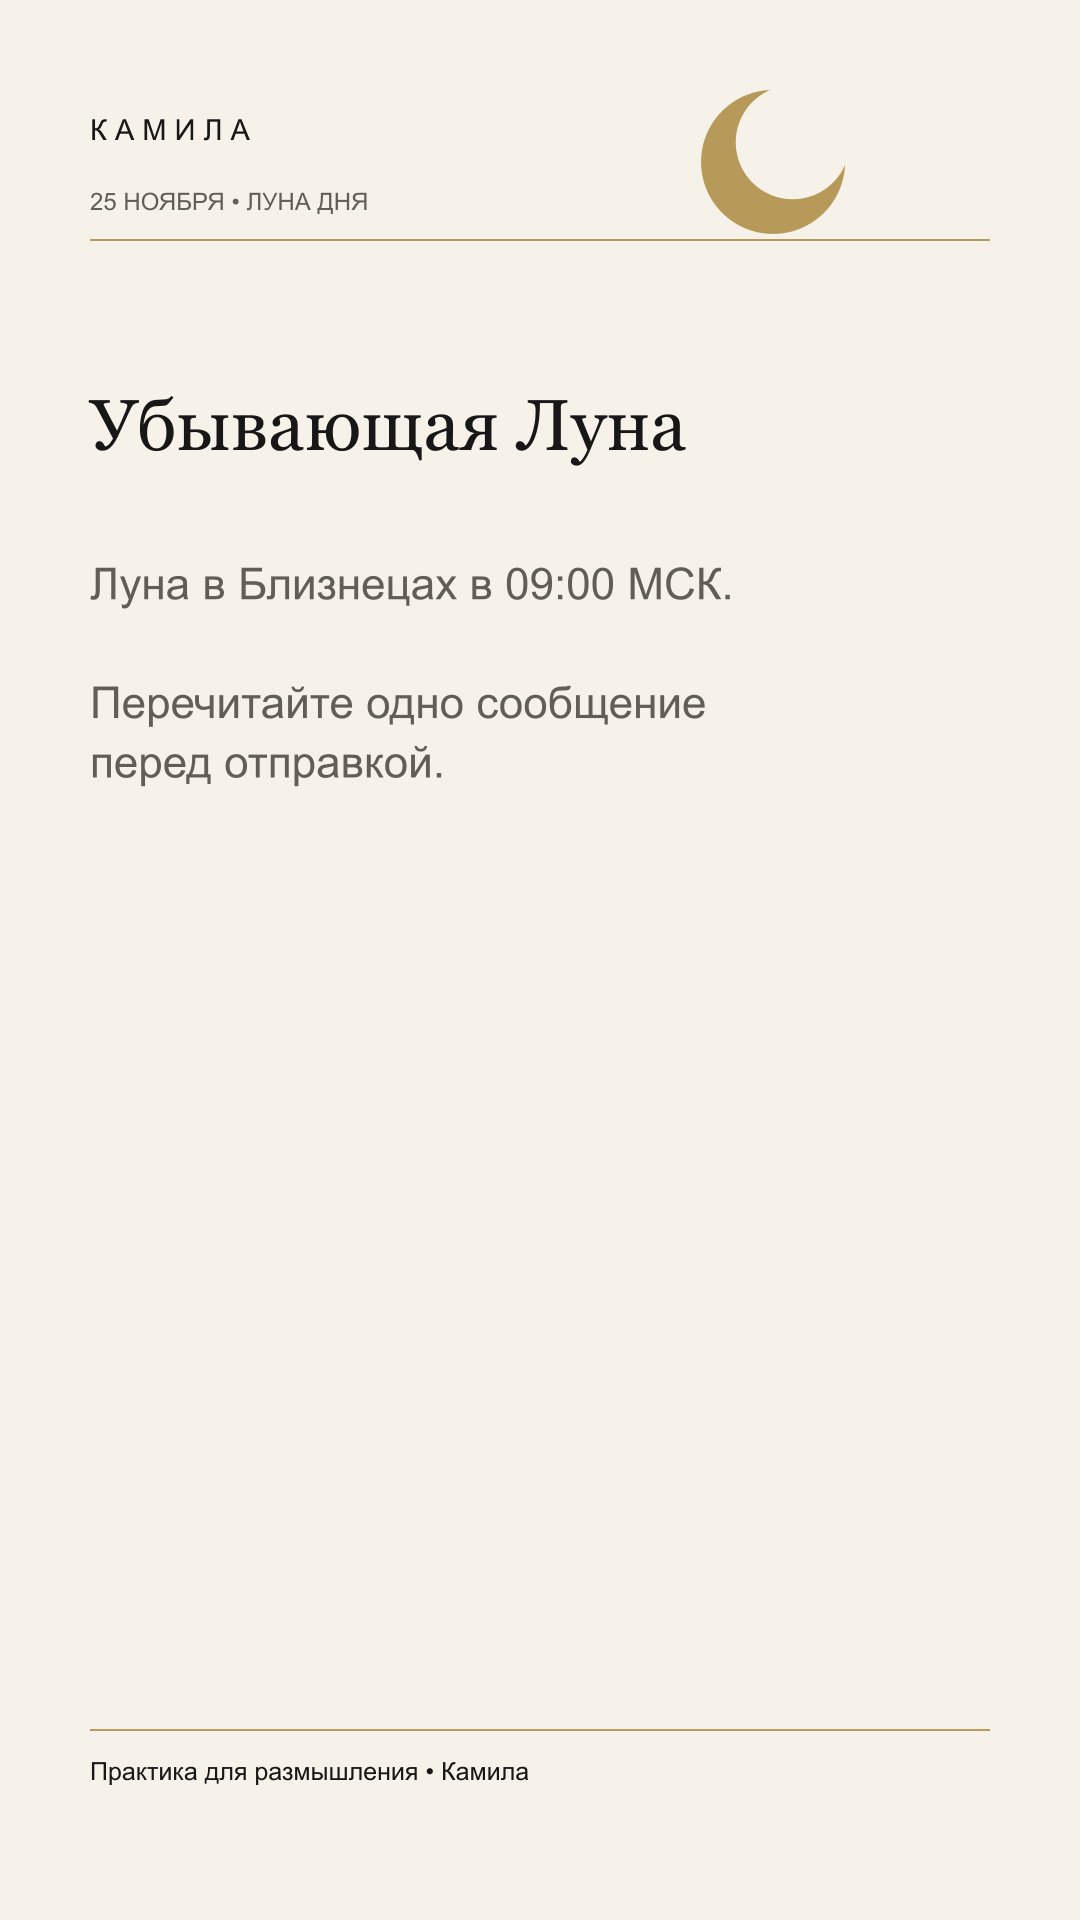 КАМИЛА
25 НОЯБРЯ • ЛУНА ДНЯ
Убывающая Луна
Луна в Близнецах в 09:00 МСК.
Перечитайте одно сообщение
перед отправкой.
Практика для размышления • Камила